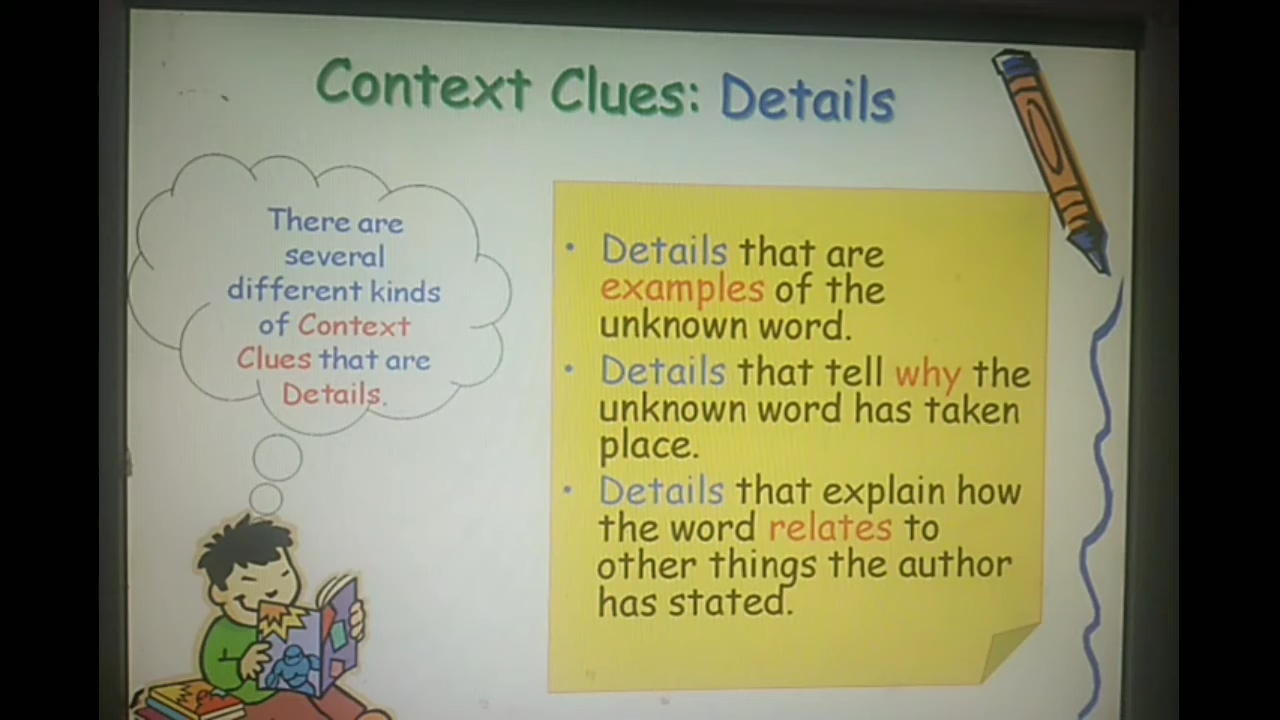 Context Clues: Details
There are
several
different kinds
of Context
Clues that are
Details.
• Details that are
examples of the
unknown word.
• Details that tell why the
unknown word has taken
place.
• Details that explain how
the word relates to
other things the author
has stated.